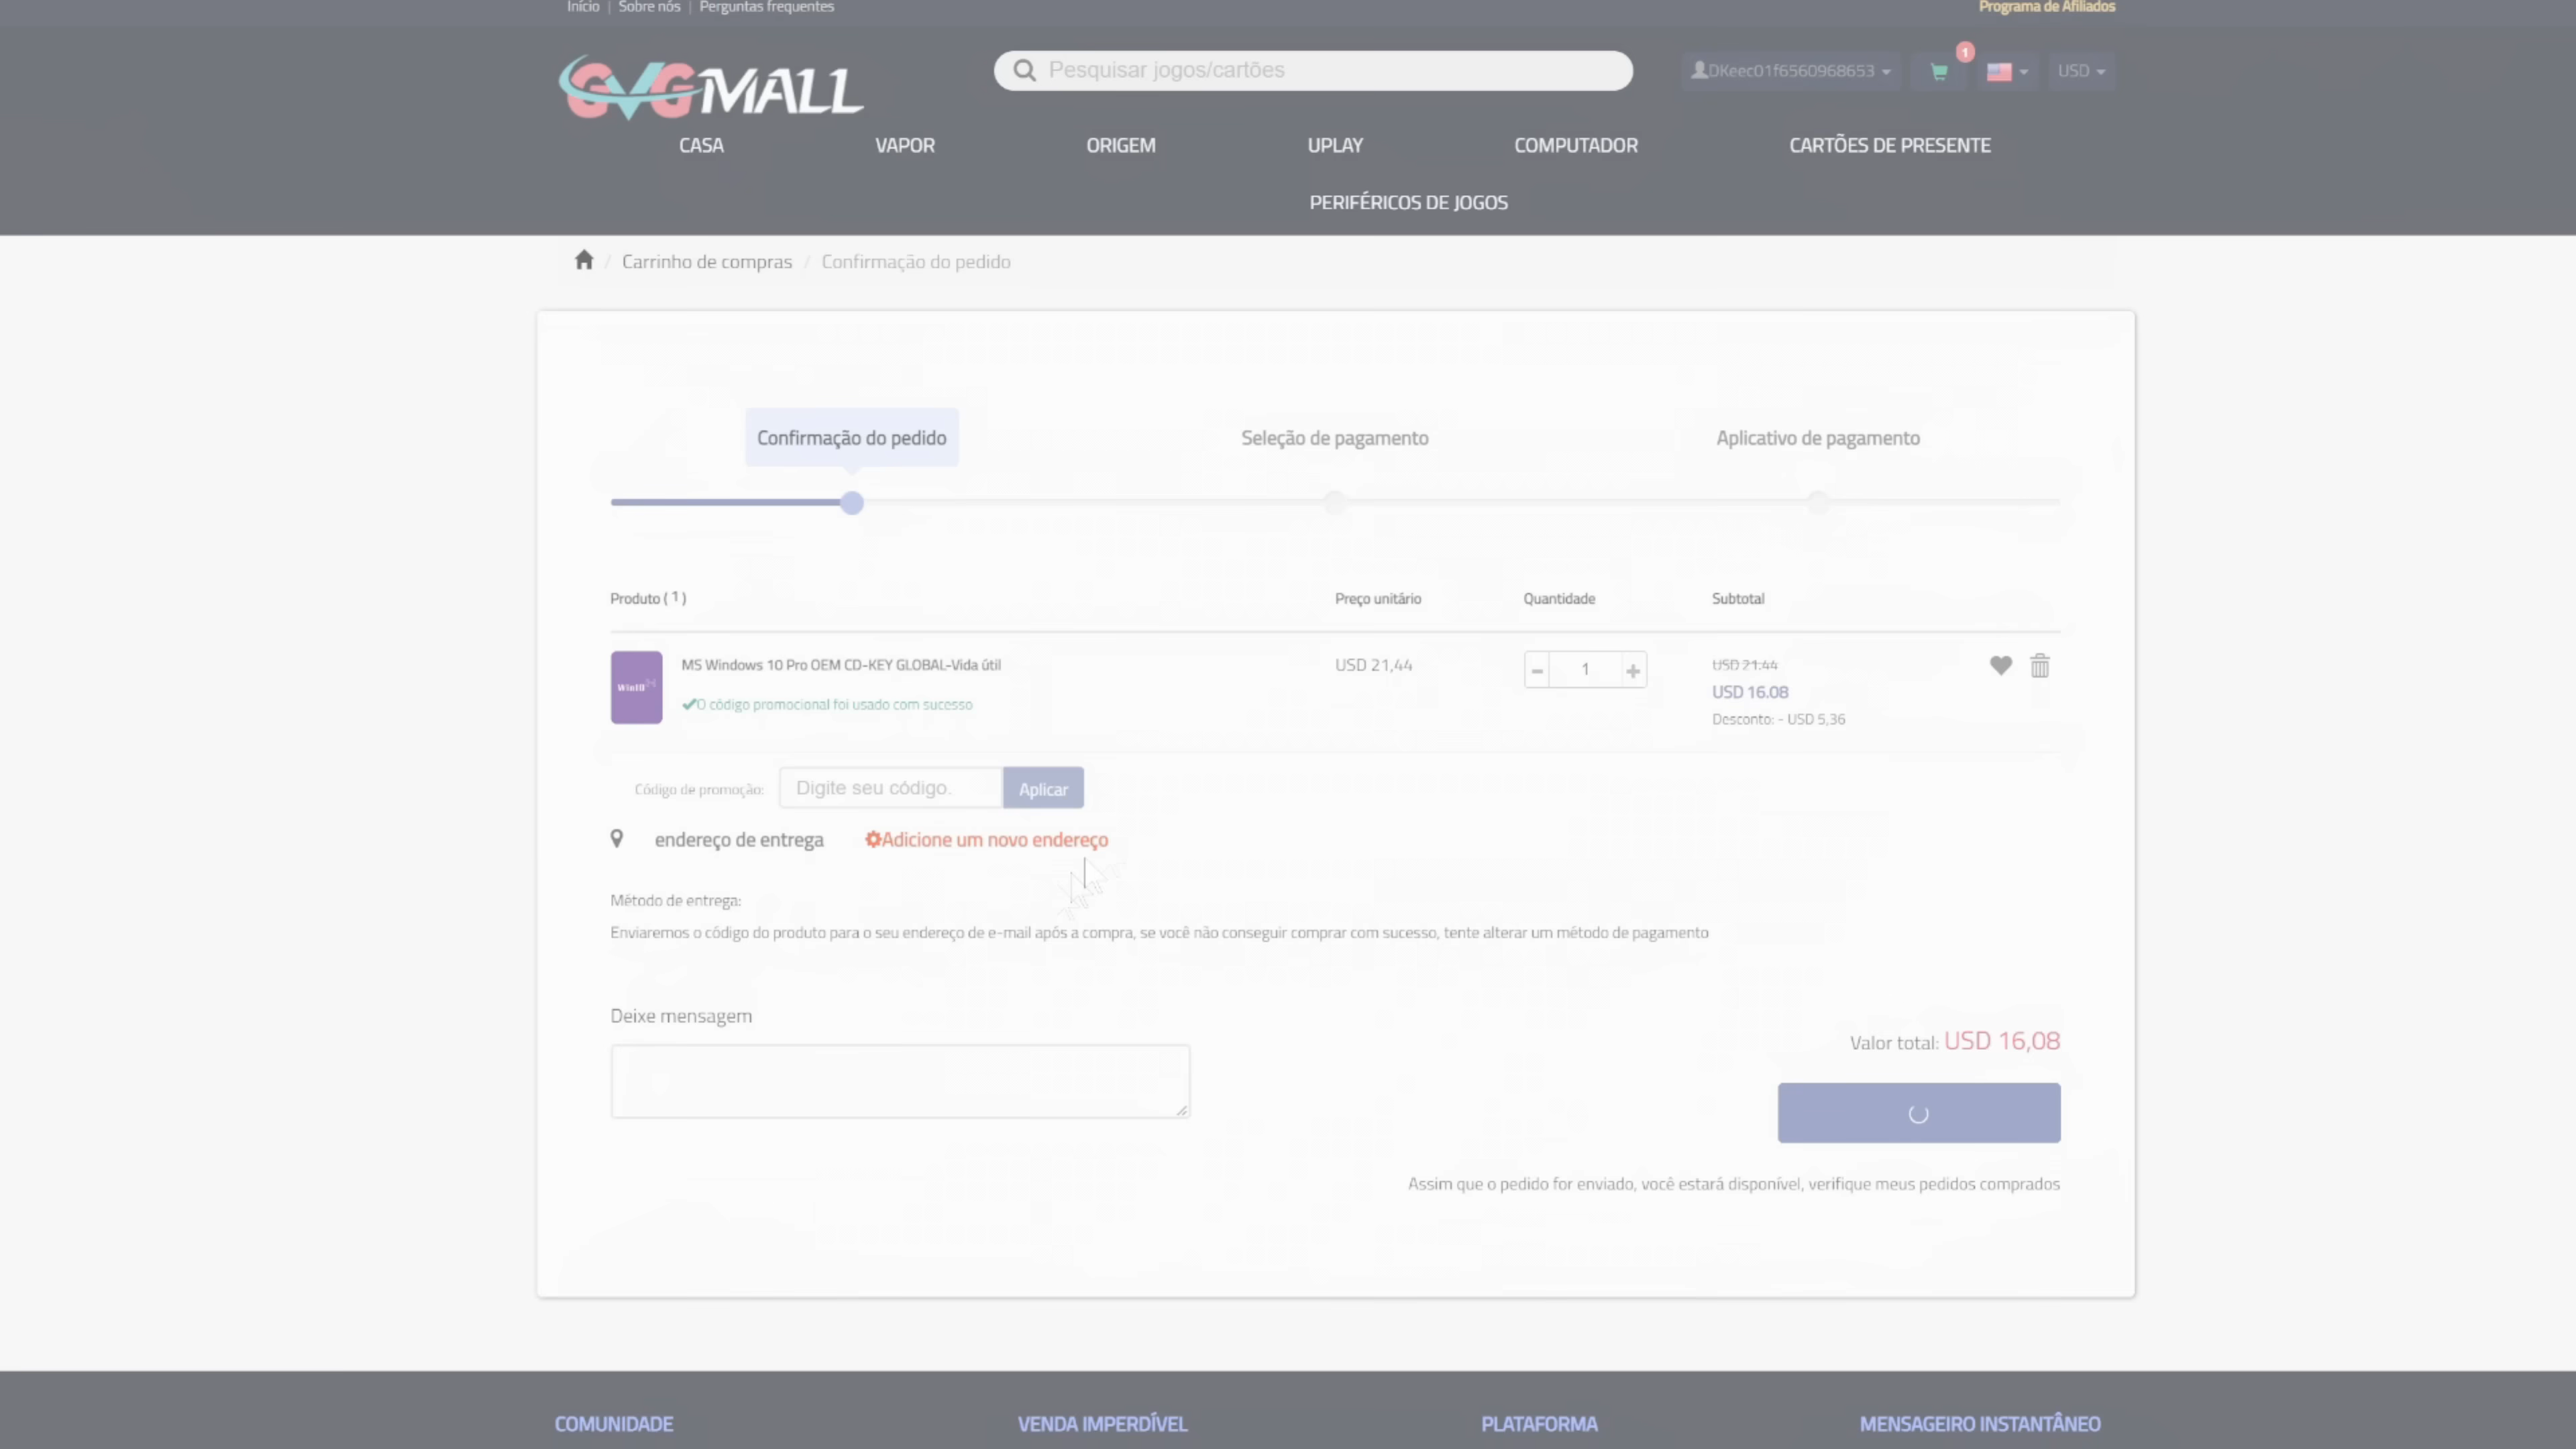 Início | Sobre nós | Perguntas frequentes
Programa de Afiliados
GVGMALL
Pesquisar jogos/cartões
DKeec01f6560968653
1
USD
CASA
VAPOR
ORIGEM
UPLAY
COMPUTADOR
CARTÕES DE PRESENTE
PERIFÉRICOS DE JOGOS
/ Carrinho de compras / Confirmação do pedido
Confirmação do pedido
Seleção de pagamento
Aplicativo de pagamento
Produto ( 1 )
Preço unitário
Quantidade
Subtotal
Win10
MS Windows 10 Pro OEM CD-KEY GLOBAL-Vida útil
O código promocional foi usado com sucesso
USD 21,44
1
USD 21.44
USD 16.08
Desconto: - USD 5,36
Código de promoção:
Digite seu código.
Aplicar
endereço de entrega
Adicione um novo endereço
Método de entrega:
Enviaremos o código do produto para o seu endereço de e-mail após a compra, se você não conseguir comprar com sucesso, tente alterar um método de pagamento
Deixe mensagem
Valor total: USD 16,08
Assim que o pedido for enviado, você estará disponível, verifique meus pedidos comprados
COMUNIDADE
VENDA IMPERDÍVEL
PLATAFORMA
MENSAGEIRO INSTANTÂNEO